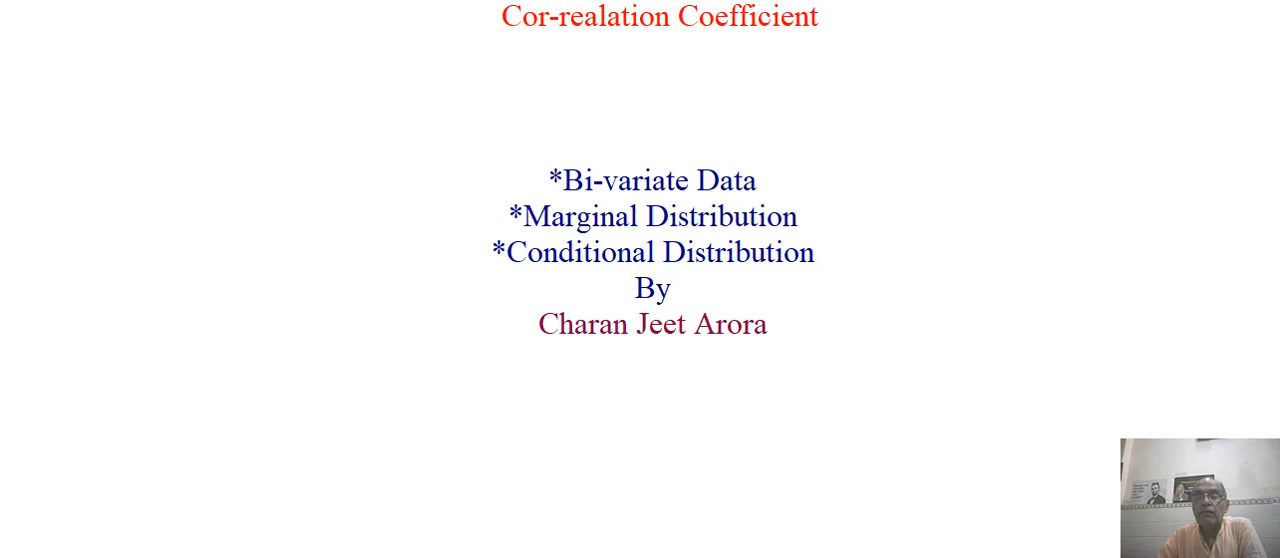 Cor-realation Coefficient
*Bi-variate Data
*Marginal Distribution
*Conditional Distribution
By
Charan Jeet Arora